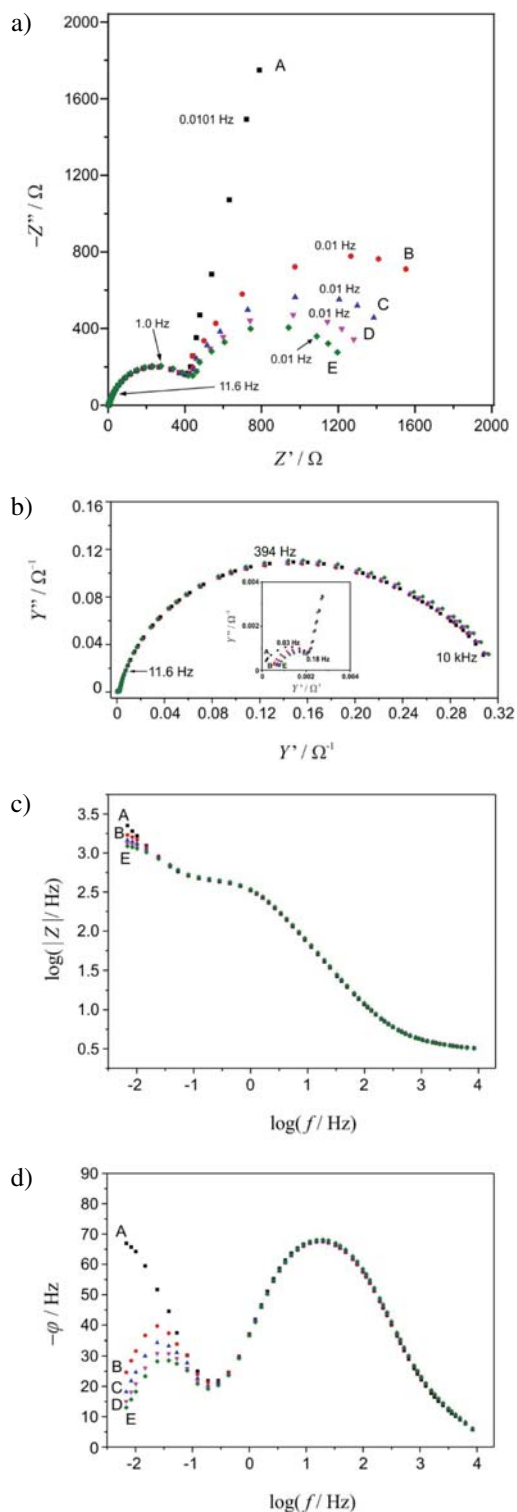 a)
2000
1600
1200
800
400
0
−Z″ / Ω
A
0.0101 Hz
0.01 Hz
B
0.01 Hz
C
0.01 Hz
D
1.0 Hz
0.01 Hz
E
11.6 Hz
0 400 800 1200 1600 2000
Z’ / Ω
b)
0.16
0.12
0.08
0.04
0
Y″ / Ω⁻¹
394 Hz
11.6 Hz
10 kHz
0.004
0.002
0.000
Y″ / Ω⁻¹
A
0.03 Hz
B
E
0.18 Hz
0.002 0.004
Y’ / Ω⁻¹
0 0.04 0.08 0.12 0.16 0.20 0.24 0.28 0.32
Y’ / Ω⁻¹
c)
3.5
3.0
2.5
2.0
1.5
1.0
0.5
log(|Z|/ Hz)
A
B
E
-2 -1 0 1 2 3 4
log(f / Hz)
d)
90
80
70
60
50
40
30
20
10
0
−φ / Hz
A
B
C
D
E
-2 -1 0 1 2 3 4
log(f / Hz)